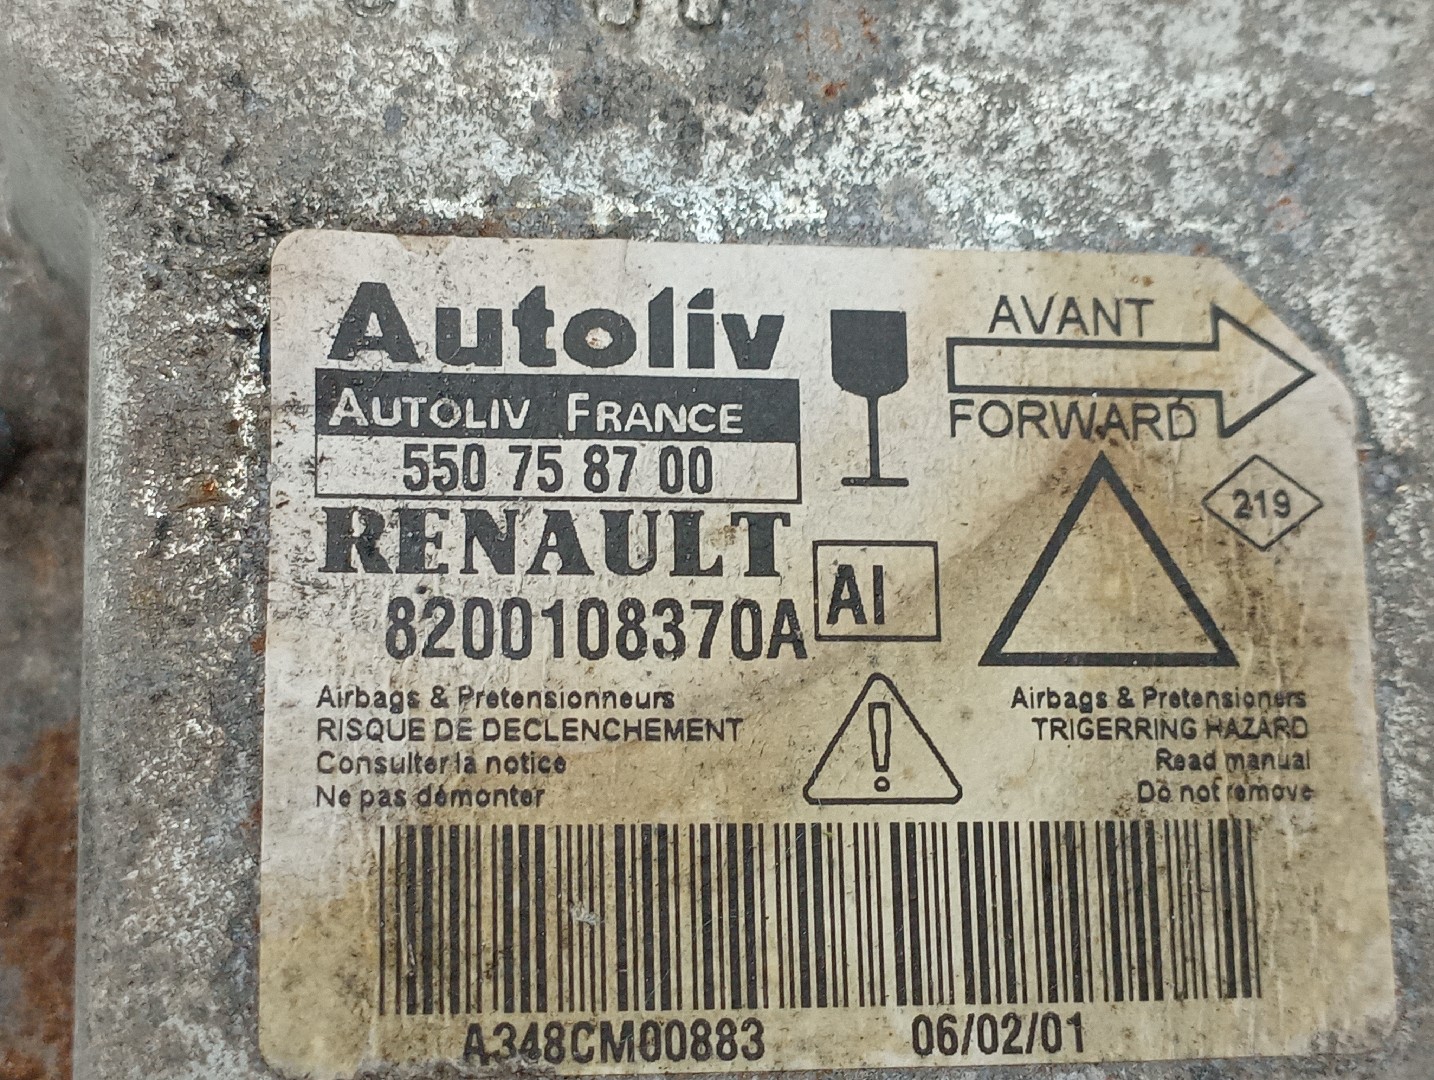 Autoliv
AUTOLIV FRANCE
550 75 87 00
RENAULT
8200108370A
AI
AVANT
FORWARD
219
Airbags & Pretensionneurs
RISQUE DE DECLENCHEMENT
Consulter la notice
Ne pas démonter
Airbags & Pretensioners
TRIGERRING HAZARD
Read manual
Do not remove
A348CM00883
06/02/01